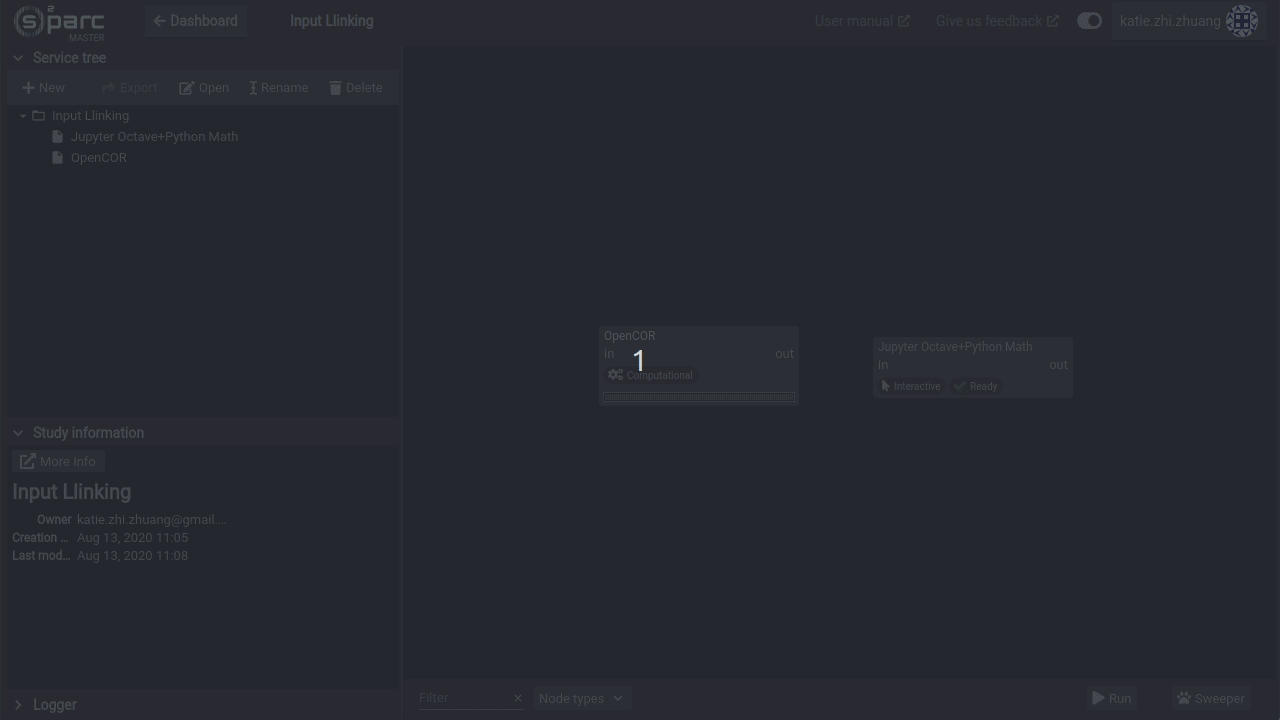 s2parc
MASTER
Dashboard
Input Llinking
User manual
Give us feedback
katie.zhi.zhuang
Service tree
New
Export
Open
Rename
Delete
Input Llinking
Jupyter Octave+Python Math
OpenCOR
OpenCOR
in
out
Computational
1
Jupyter Octave+Python Math
in
out
Interactive
Ready
Study information
More Info
Input Llinking
Owner katie.zhi.zhuang@gmail...
Creation ... Aug 13, 2020 11:05
Last mod... Aug 13, 2020 11:08
Logger
Filter
Node types
Run
Sweeper